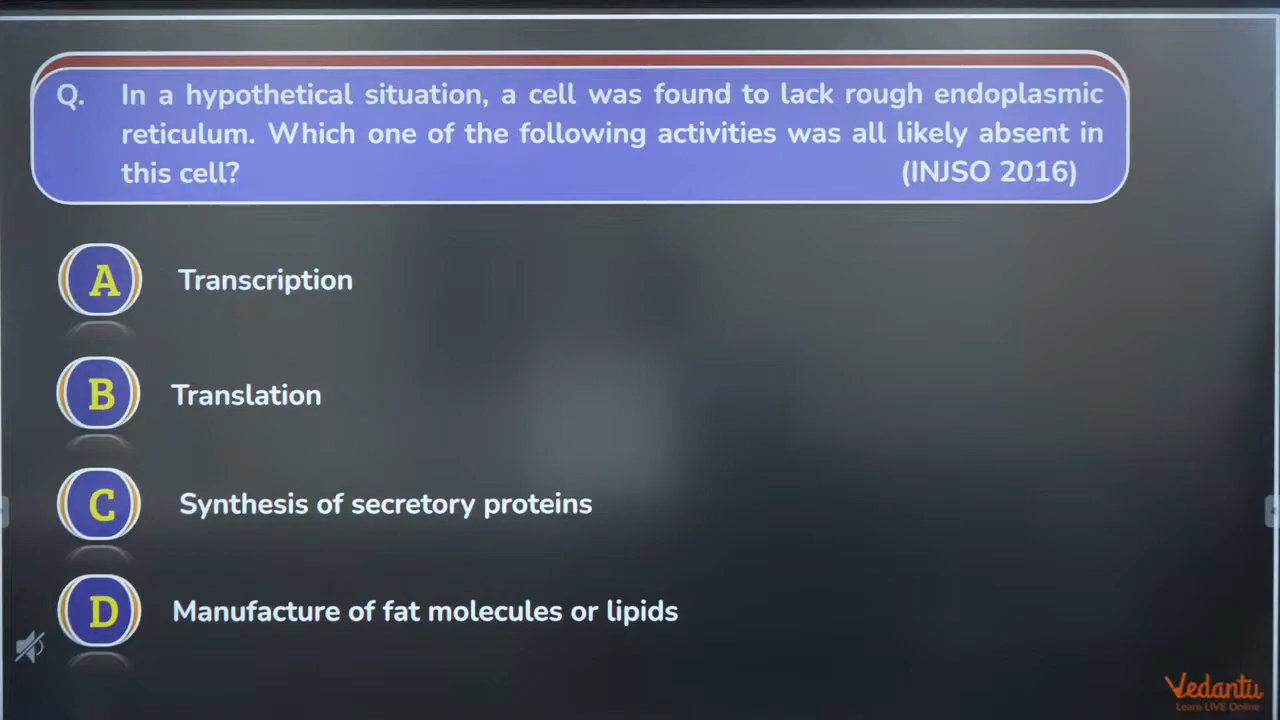 Q. In a hypothetical situation, a cell was found to lack rough endoplasmic
reticulum. Which one of the following activities was all likely absent in
this cell? (INJSO 2016)
A Transcription
B Translation
C Synthesis of secretory proteins
D Manufacture of fat molecules or lipids
Vedantu
Learn LIVE Online